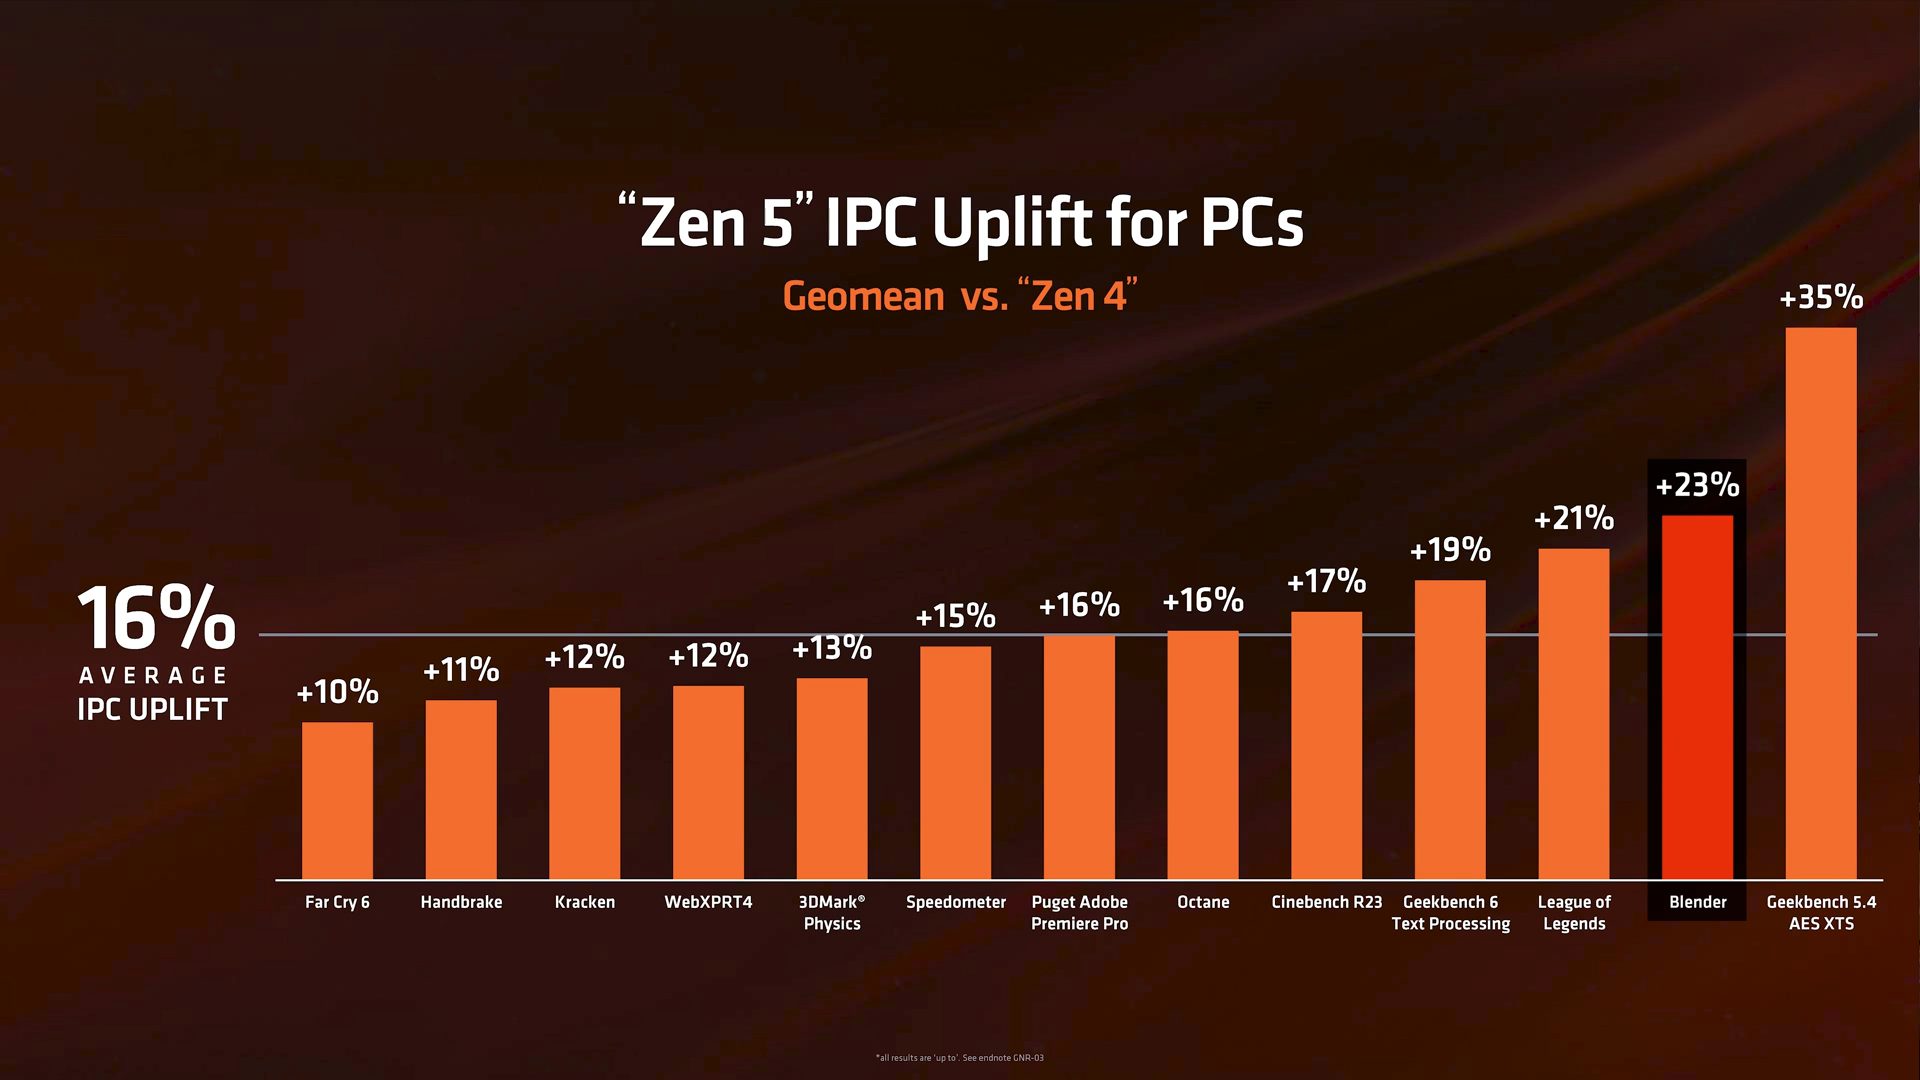 “Zen 5” IPC Uplift for PCs
Geomean vs. “Zen 4”
16%
AVERAGE
IPC UPLIFT
+10%
+11%
+12%
+12%
+13%
+15%
+16%
+16%
+17%
+19%
+21%
+23%
+35%
Far Cry 6
Handbrake
Kracken
WebXPRT4
3DMark®
Physics
Speedometer
Puget Adobe
Premiere Pro
Octane
Cinebench R23
Geekbench 6
Text Processing
League of
Legends
Blender
Geekbench 5.4
AES XTS
*all results are 'up to'. See endnote GNR-03